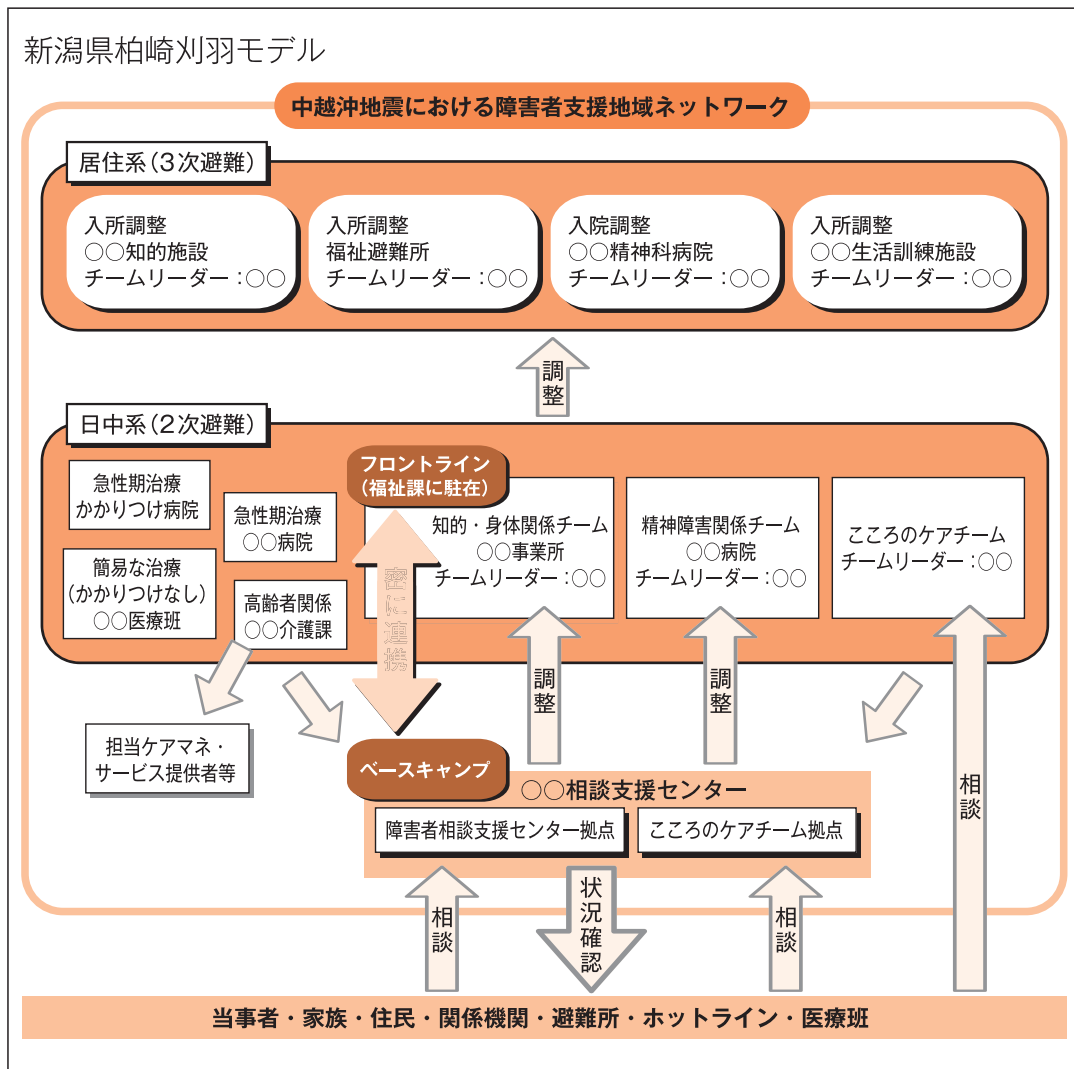 新潟県柏崎刈羽モデル
中越沖地震における障害者支援地域ネットワーク
居住系(3次避難)
入所調整
○○知的施設
チームリーダー:○○
入所調整
福祉避難所
チームリーダー:○○
入院調整
○○精神科病院
チームリーダー:○○
入所調整
○○生活訓練施設
チームリーダー:○○
調整
日中系(2次避難)
急性期治療
かかりつけ病院
急性期治療
○○病院
簡易な治療
(かかりつけなし)
○○医療班
高齢者関係
○○介護課
フロントライン
(福祉課に駐在)
密に連携
知的・身体関係チーム
○○事業所
チームリーダー:○○
精神障害関係チーム
○○病院
チームリーダー:○○
こころのケアチーム
チームリーダー:○○
調整
調整
相談
担当ケアマネ・
サービス提供者等
ベースキャンプ
○○相談支援センター
障害者相談支援センター拠点
こころのケアチーム拠点
相談
状況確認
相談
当事者・家族・住民・関係機関・避難所・ホットライン・医療班